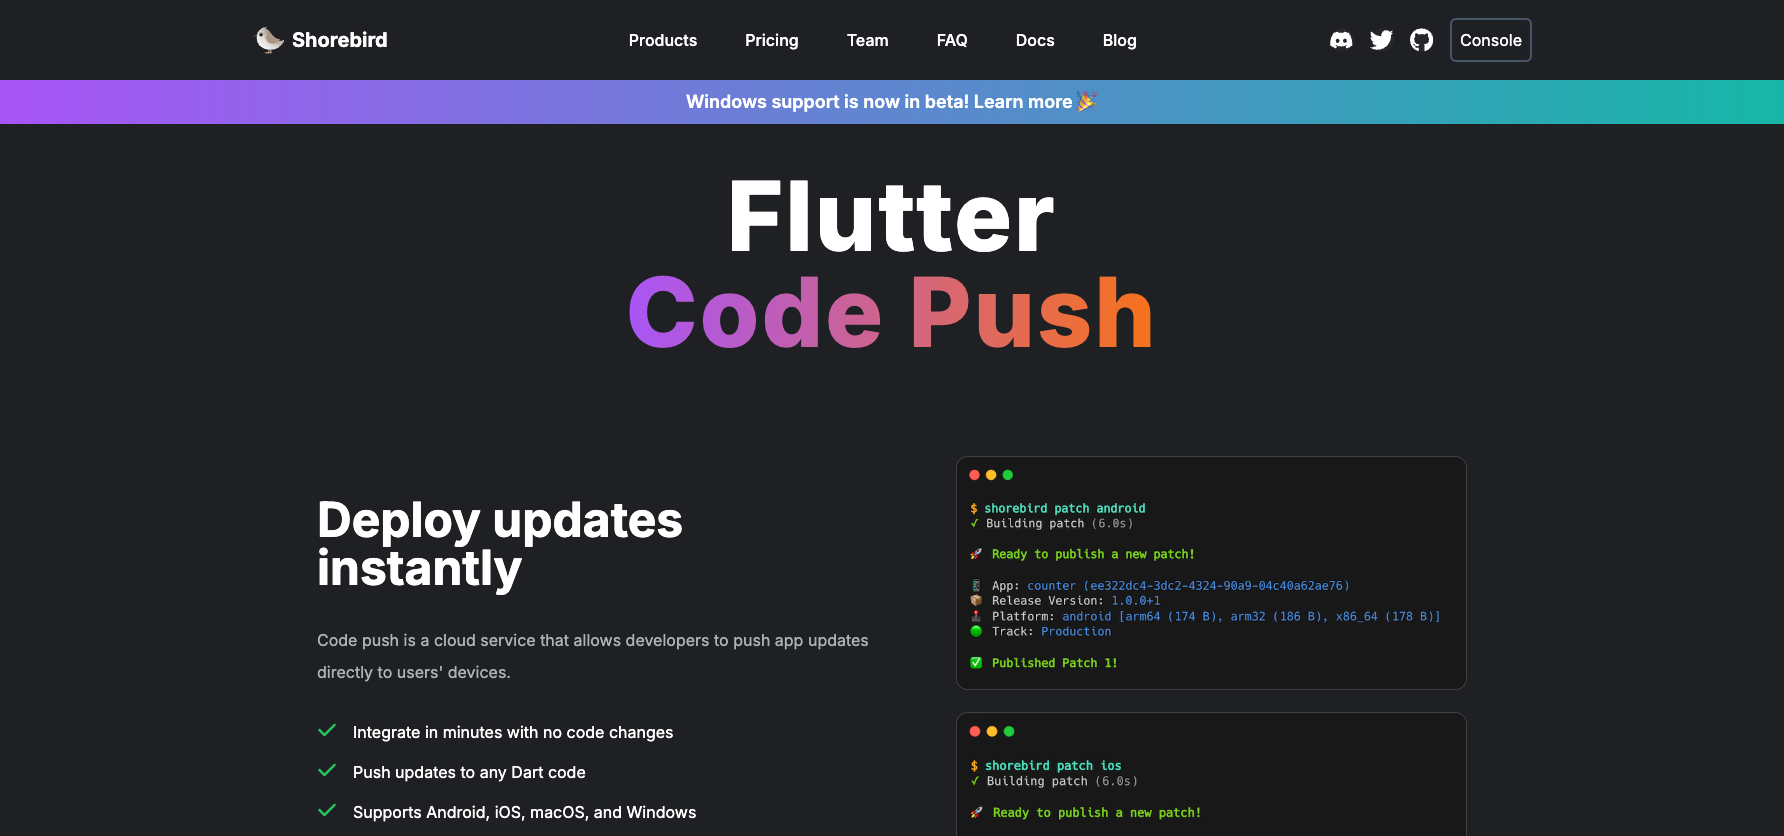 Shorebird
Products
Pricing
Team
FAQ
Docs
Blog
Console
Windows support is now in beta! Learn more 🎉
Flutter
Code Push
Deploy updates
instantly
Code push is a cloud service that allows developers to push app updates
directly to users' devices.
✓ Integrate in minutes with no code changes
✓ Push updates to any Dart code
✓ Supports Android, iOS, macOS, and Windows
$ shorebird patch android
✓ Building patch (6.0s)
🚀 Ready to publish a new patch!
📱 App: counter (ee322dc4-3dc2-4324-90a9-04c40a62ae76)
📦 Release Version: 1.0.0+1
🕹️ Platform: android [arm64 (174 B), arm32 (186 B), x86_64 (178 B)]
🟢 Track: Production
✅ Published Patch 1!
$ shorebird patch ios
✓ Building patch (6.0s)
🚀 Ready to publish a new patch!